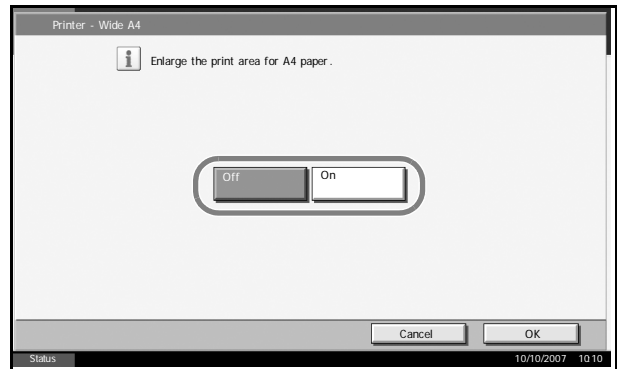 Printer - Wide A4
Enlarge the print area for A4 paper.
Off
On
Cancel
OK
Status
10/10/2007 10:10